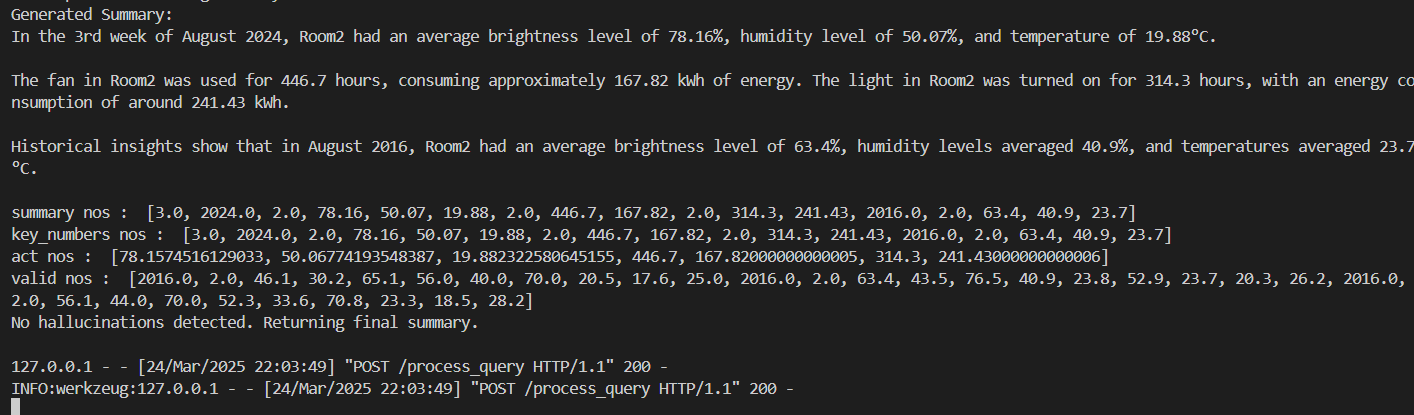 Generated Summary:
In the 3rd week of August 2024, Room2 had an average brightness level of 78.16%, humidity level of 50.07%, and temperature of 19.88°C.
The fan in Room2 was used for 446.7 hours, consuming approximately 167.82 kWh of energy. The light in Room2 was turned on for 314.3 hours, with an energy co
nsumption of around 241.43 kWh.
Historical insights show that in August 2016, Room2 had an average brightness level of 63.4%, humidity levels averaged 40.9%, and temperatures averaged 23.7
°C.
summary nos :  [3.0, 2024.0, 2.0, 78.16, 50.07, 19.88, 2.0, 446.7, 167.82, 2.0, 314.3, 241.43, 2016.0, 2.0, 63.4, 40.9, 23.7]
key_numbers nos :  [3.0, 2024.0, 2.0, 78.16, 50.07, 19.88, 2.0, 446.7, 167.82, 2.0, 314.3, 241.43, 2016.0, 2.0, 63.4, 40.9, 23.7]
act nos :  [78.1574516129033, 50.06774193548387, 19.882322580645155, 446.7, 167.82000000000005, 314.3, 241.43000000000006]
valid nos :  [2016.0, 2.0, 46.1, 30.2, 65.1, 56.0, 40.0, 70.0, 20.5, 17.6, 25.0, 2016.0, 2.0, 63.4, 43.5, 76.5, 40.9, 23.8, 52.9, 23.7, 20.3, 26.2, 2016.0,
2.0, 56.1, 44.0, 70.0, 52.3, 33.6, 70.8, 23.3, 18.5, 28.2]
No hallucinations detected. Returning final summary.
127.0.0.1 - - [24/Mar/2025 22:03:49] "POST /process_query HTTP/1.1" 200 -
INFO:werkzeug:127.0.0.1 - - [24/Mar/2025 22:03:49] "POST /process_query HTTP/1.1" 200 -